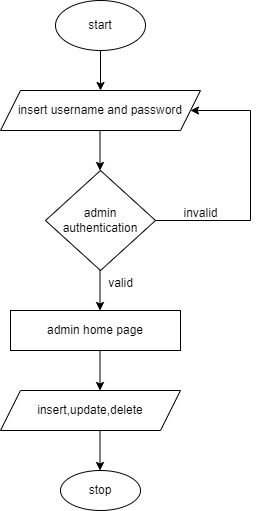 start
insert username and password
admin
authentication
invalid
valid
admin home page
insert,update,delete
stop